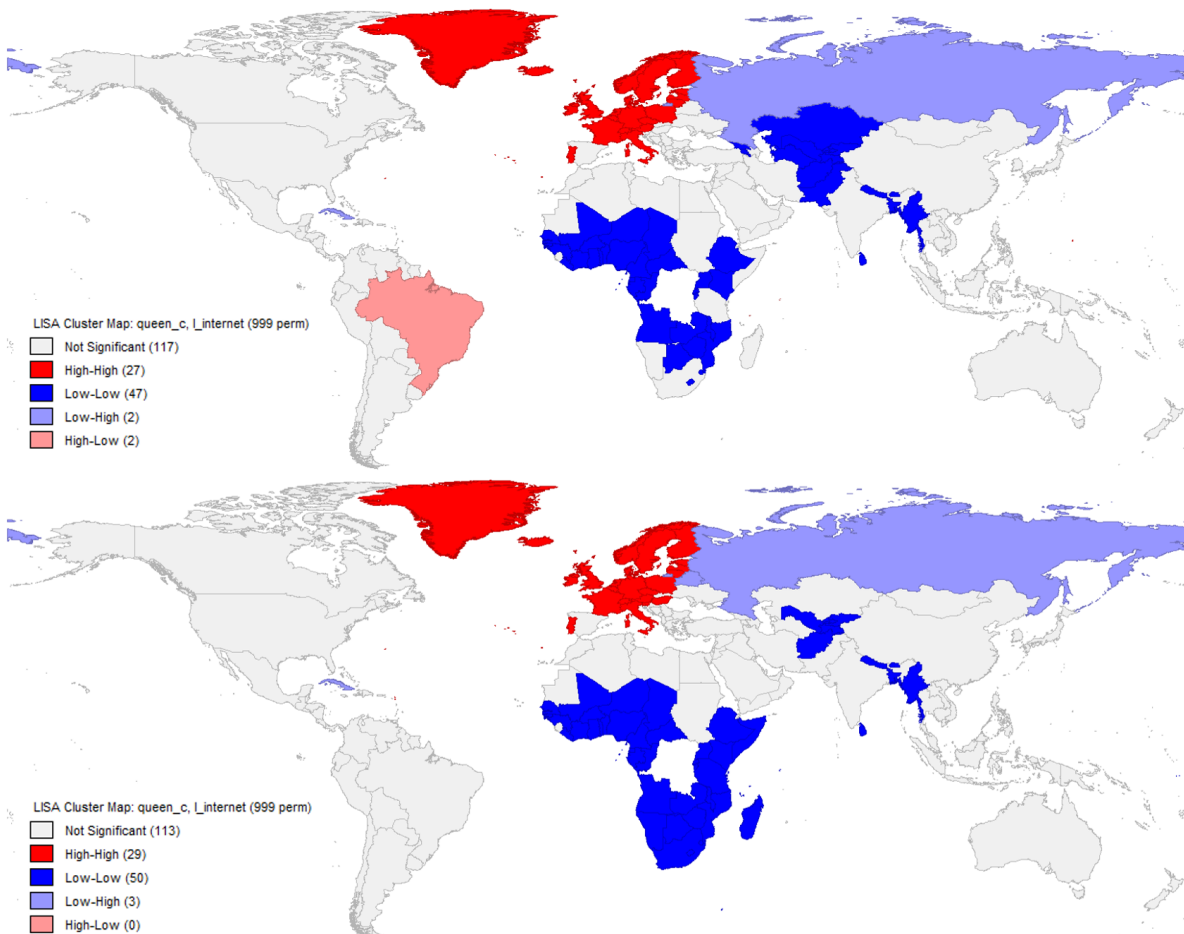 LISA Cluster Map: queen_c, I_internet (999 perm)
Not Significant (117)
High-High (27)
Low-Low (47)
Low-High (2)
High-Low (2)
LISA Cluster Map: queen_c, I_internet (999 perm)
Not Significant (113)
High-High (29)
Low-Low (50)
Low-High (3)
High-Low (0)